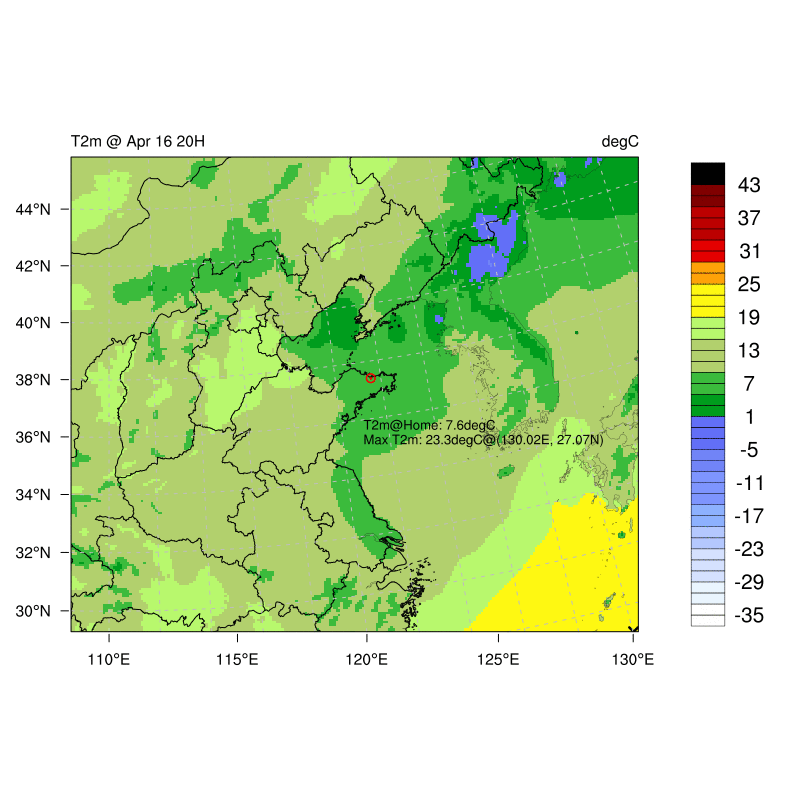 T2m @ Apr 16 20H degC
43
44°N
37
31
42°N
25
40°N
19
13
38°N
7
T2m@Home: 7.6degC
1
36°N
Max T2m: 23.3degC@(130.02E, 27.07N)
-5
-11
34°N
-17
32°N
-23
-29
30°N
-35
110°E 115°E 120°E 125°E 130°E